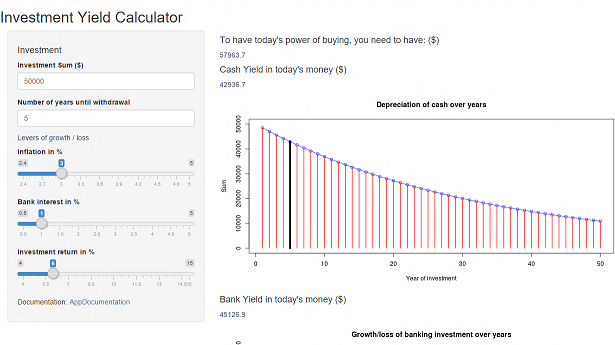 Investment Yield Calculator
Investment
Investment Sum ($)
50000
Number of years until withdrawal
5
Levers of growth / loss
Inflation in %
2.4 3 5
2.4 2.7 3 3.3 3.6 3.9 4.2 4.5 4.8 5
Bank interest in %
0.5 1 5
0.5 1 1.5 2 2.5 3 3.5 4 4.5 5
Investment return in %
4 6 15
4 5.5 7 8.5 10 11.5 13 14.5 15
Documentation: AppDocumentation
To have today's power of buying, you need to have: ($)
57963.7
Cash Yield in today's money ($)
42936.7
Depreciation of cash over years
Sum
50000
40000
30000
20000
10000
0
0 10 20 30 40 50
Year of investment
Bank Yield in today's money ($)
45126.9
Growth/loss of banking investment over years